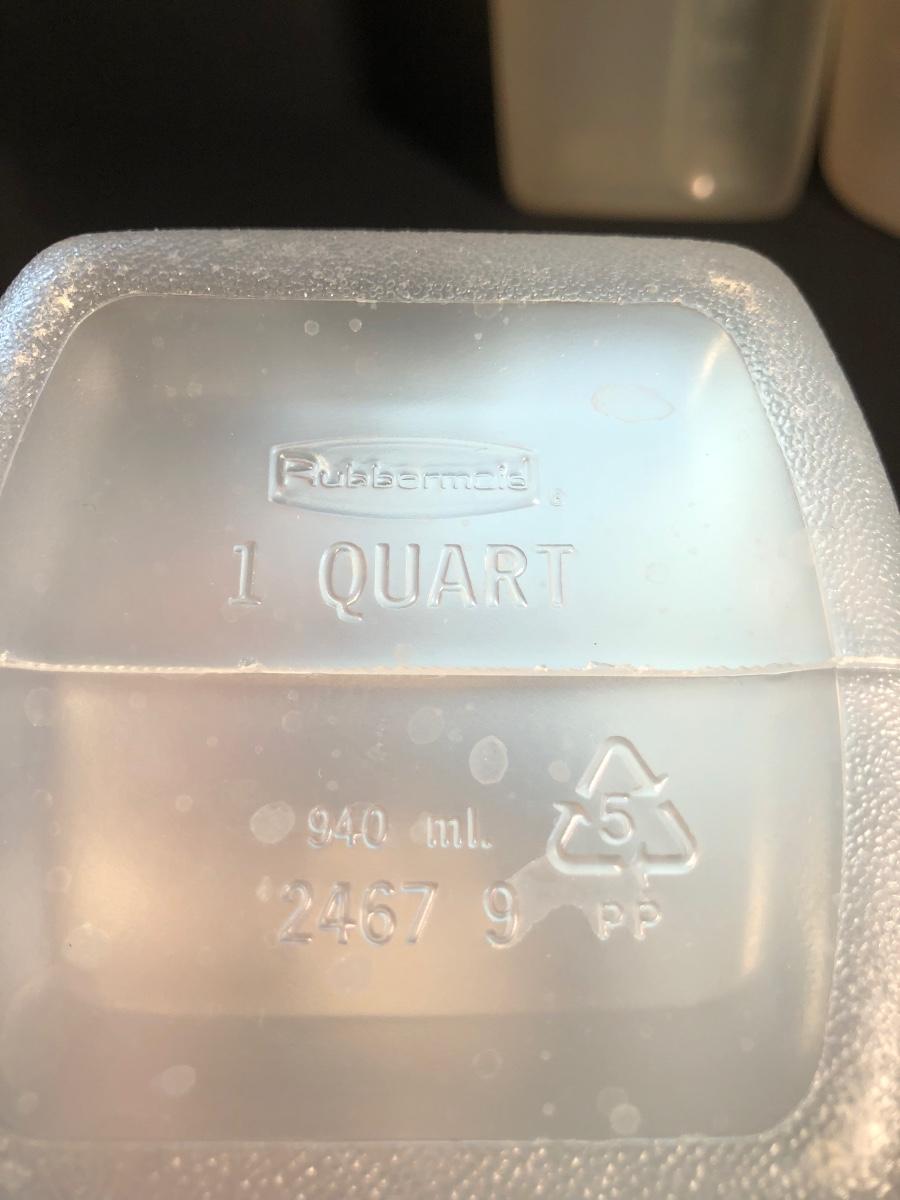 Rubbermaid ®
1 QUART
940 ml.
2467 9
5
PP